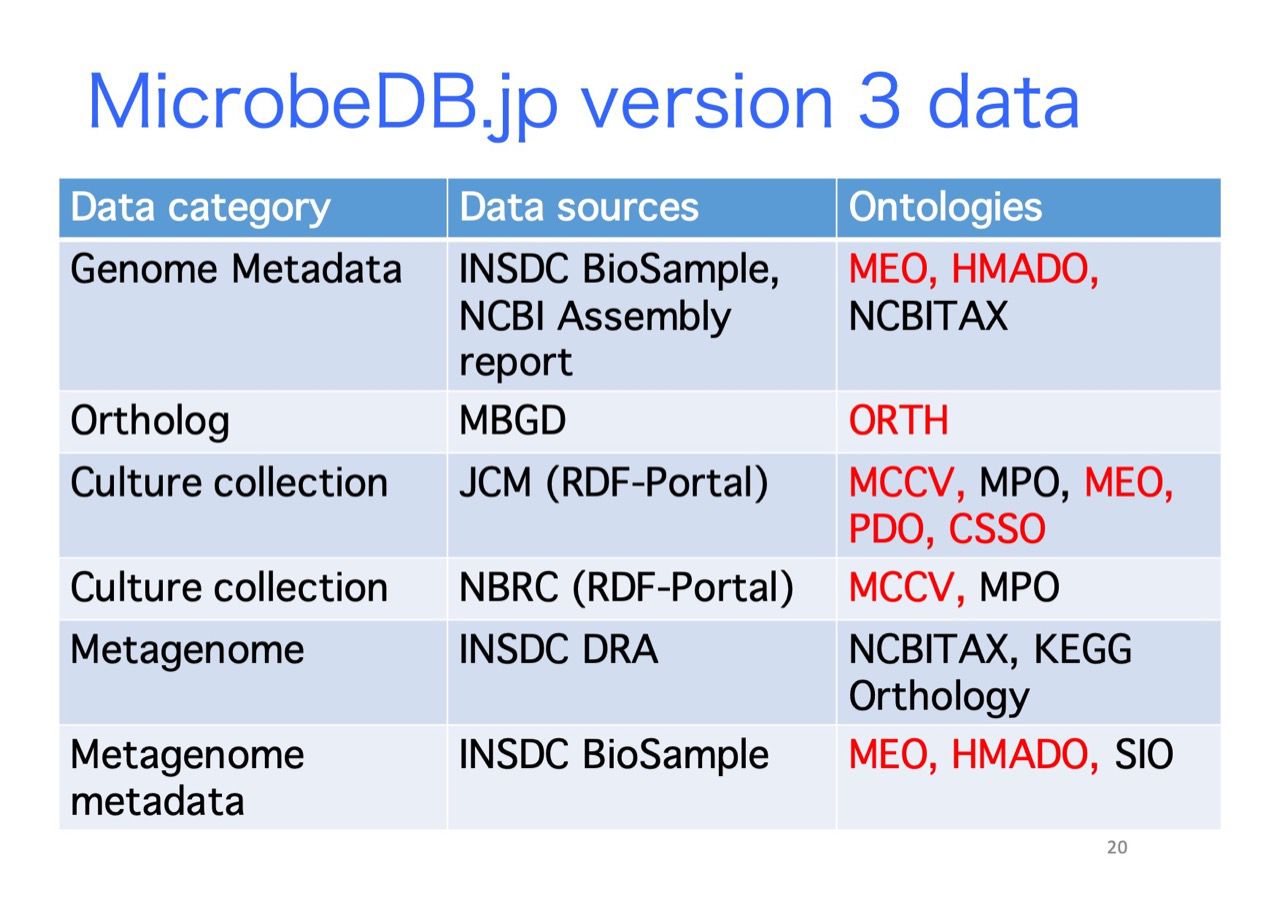 MicrobeDB.jp version 3 data
Data category
Data sources
Ontologies
Genome Metadata
INSDC BioSample,
NCBI Assembly
report
MEO, HMADO,
NCBITAX
Ortholog
MBGD
ORTH
Culture collection
JCM (RDF-Portal)
MCCV, MPO, MEO,
PDO, CSSO
Culture collection
NBRC (RDF-Portal)
MCCV, MPO
Metagenome
INSDC DRA
NCBITAX, KEGG
Orthology
Metagenome
metadata
INSDC BioSample
MEO, HMADO, SIO
20